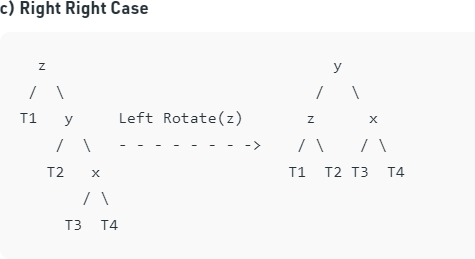 c) Right Right Case
z                                y
/ \                            /   \
T1   y     Left Rotate(z)     z      x
/ \   - - - - - - - ->   / \    / \
T2   x                   T1  T2 T3  T4
/ \
T3  T4